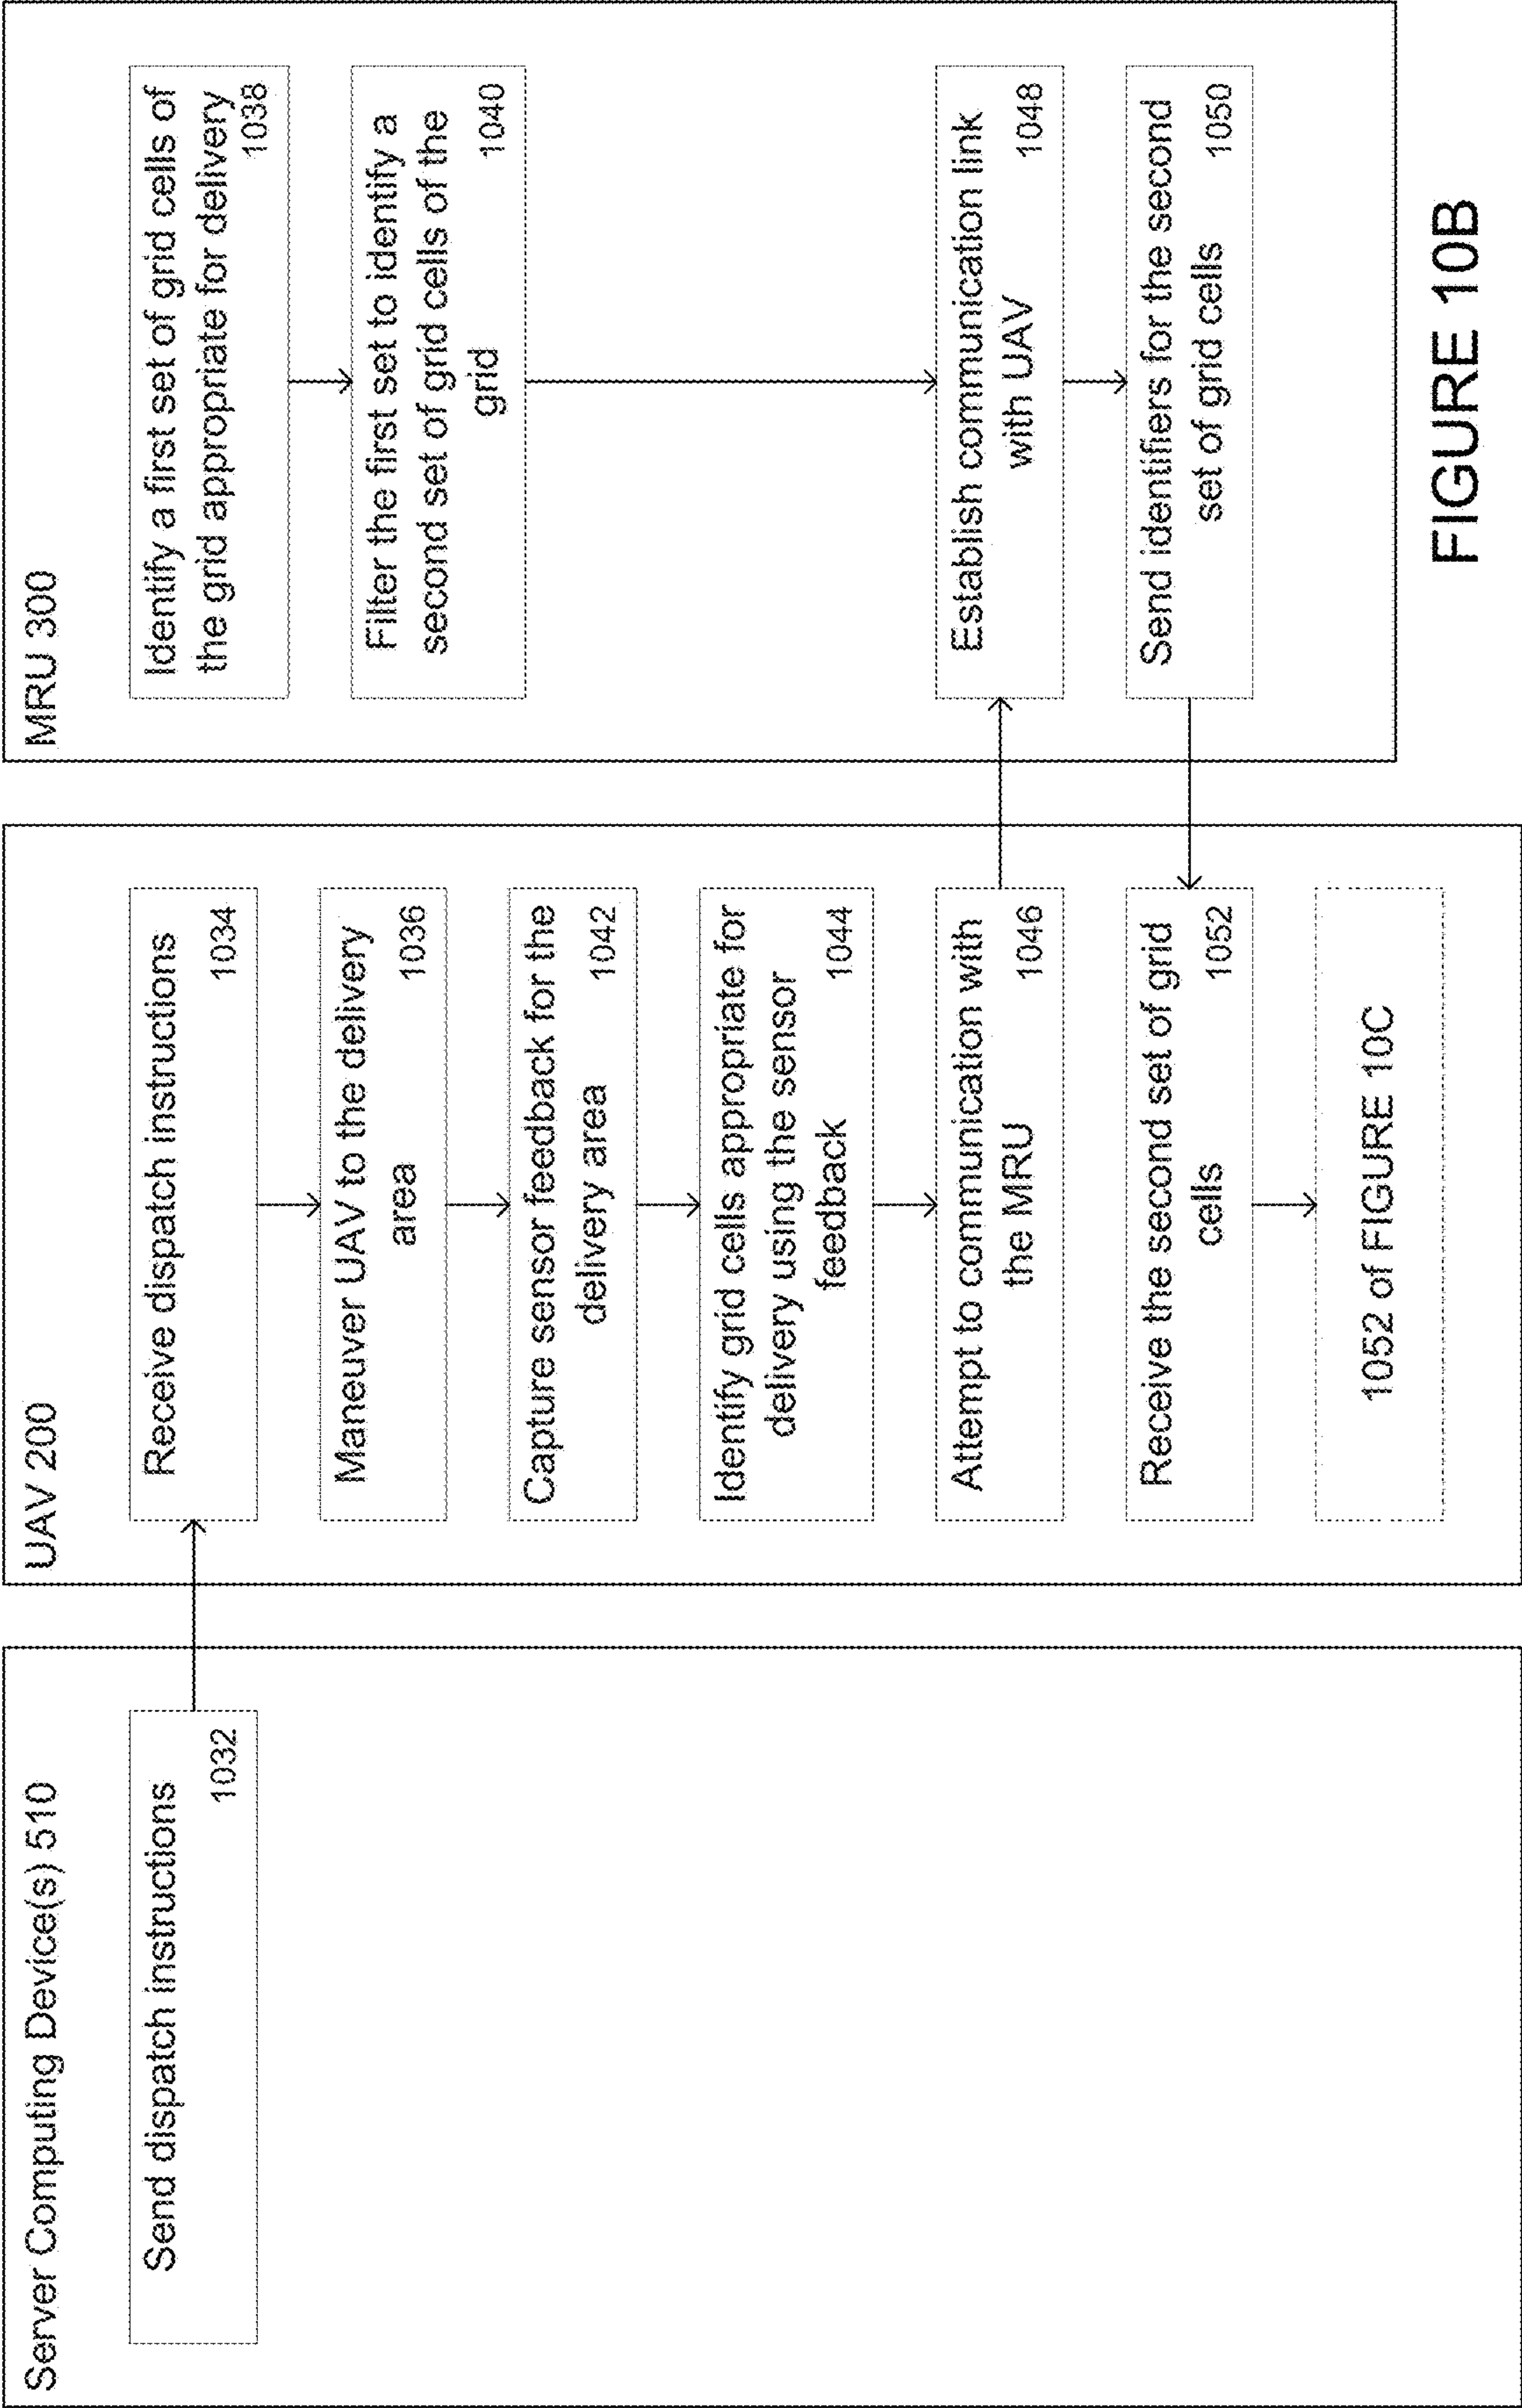 Server Computing Device(s) 510
Send dispatch instructions
1032
UAV 200
Receive dispatch instructions
1034
Maneuver UAV to the delivery
area
1036
Capture sensor feedback for the
delivery area
1042
Identify grid cells appropriate for
delivery using the sensor
feedback
1044
Attempt to communication with
the MRU
1046
Receive the second set of grid
cells
1052
1052 of FIGURE 10C
MRU 300
Identify a first set of grid cells of
the grid appropriate for delivery
1038
Filter the first set to identify a
second set of grid cells of the
grid
1040
Establish communication link
with UAV
1048
Send identifiers for the second
set of grid cells
1050
FIGURE 10B